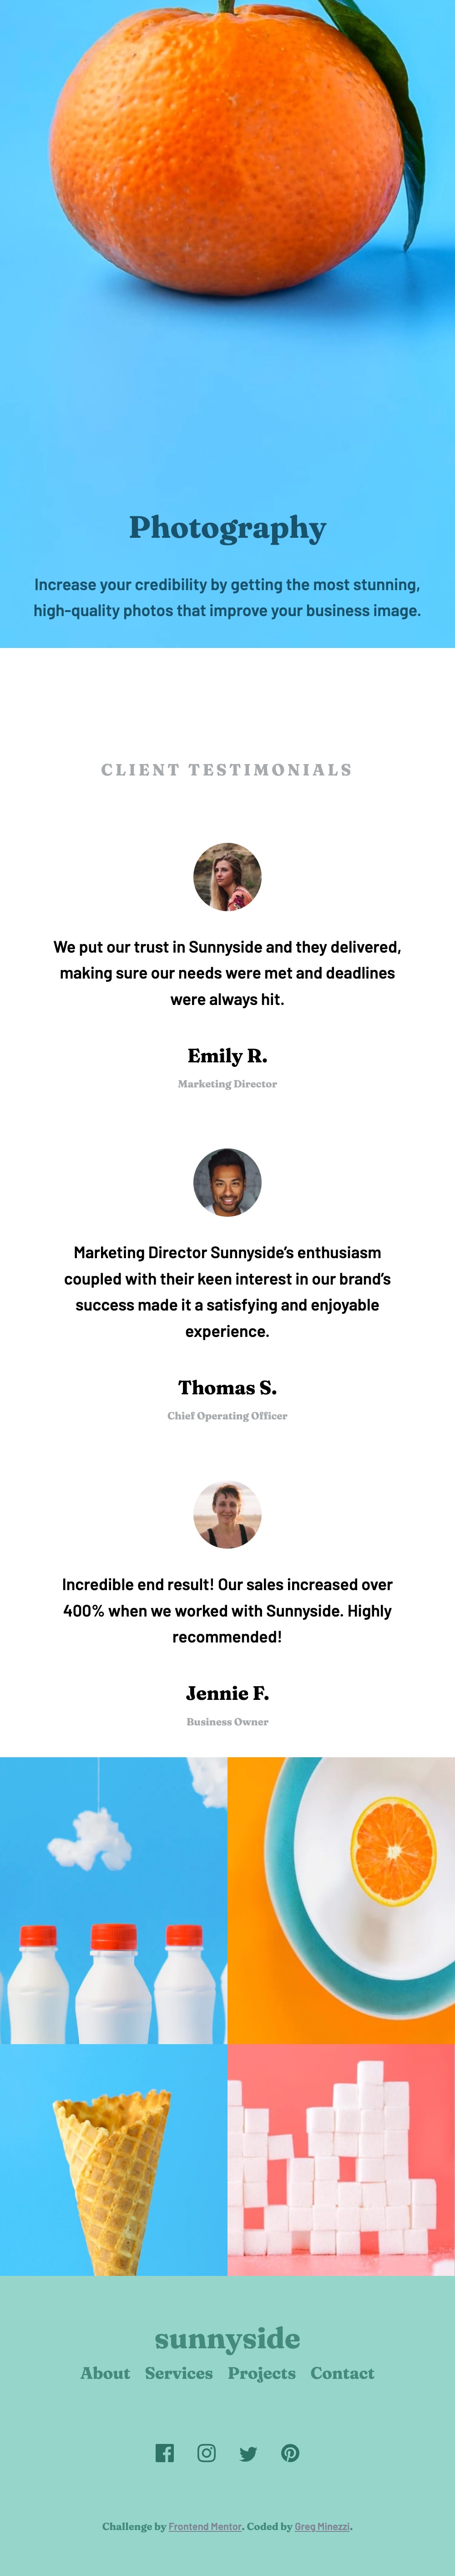 Photography
Increase your credibility by getting the most stunning,
high-quality photos that improve your business image.
CLIENT TESTIMONIALS
We put our trust in Sunnyside and they delivered,
making sure our needs were met and deadlines
were always hit.
Emily R.
Marketing Director
Marketing Director Sunnyside’s enthusiasm
coupled with their keen interest in our brand’s
success made it a satisfying and enjoyable
experience.
Thomas S.
Chief Operating Officer
Incredible end result! Our sales increased over
400% when we worked with Sunnyside. Highly
recommended!
Jennie F.
Business Owner
sunnyside
About Services Projects Contact
Challenge by Frontend Mentor. Coded by Greg Minezzi.